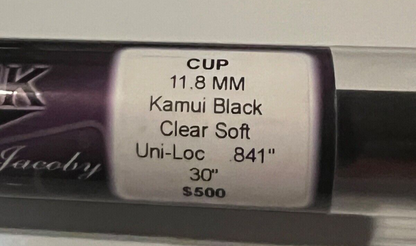 K
Jacoby
CUP
11.8 MM
Kamui Black
Clear Soft
Uni-Loc .841"
30"
$500